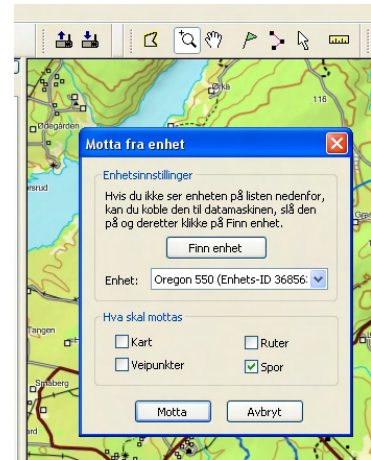 Ørkli
116
Ødegården
Motta fra enhet
Enhetsinnstillinger
Hvis du ikke ser enheten på listen nedenfor,
kan du koble den til datamaskinen, slå den
på og deretter klikke på Finn enhet.
Finn enhet
Enhet: Oregon 550 (Enhets-ID 36856
Hva skal mottas
Kart
Ruter
Veipunkter
Spor
Tangen
Småberg
Motta
Avbryt